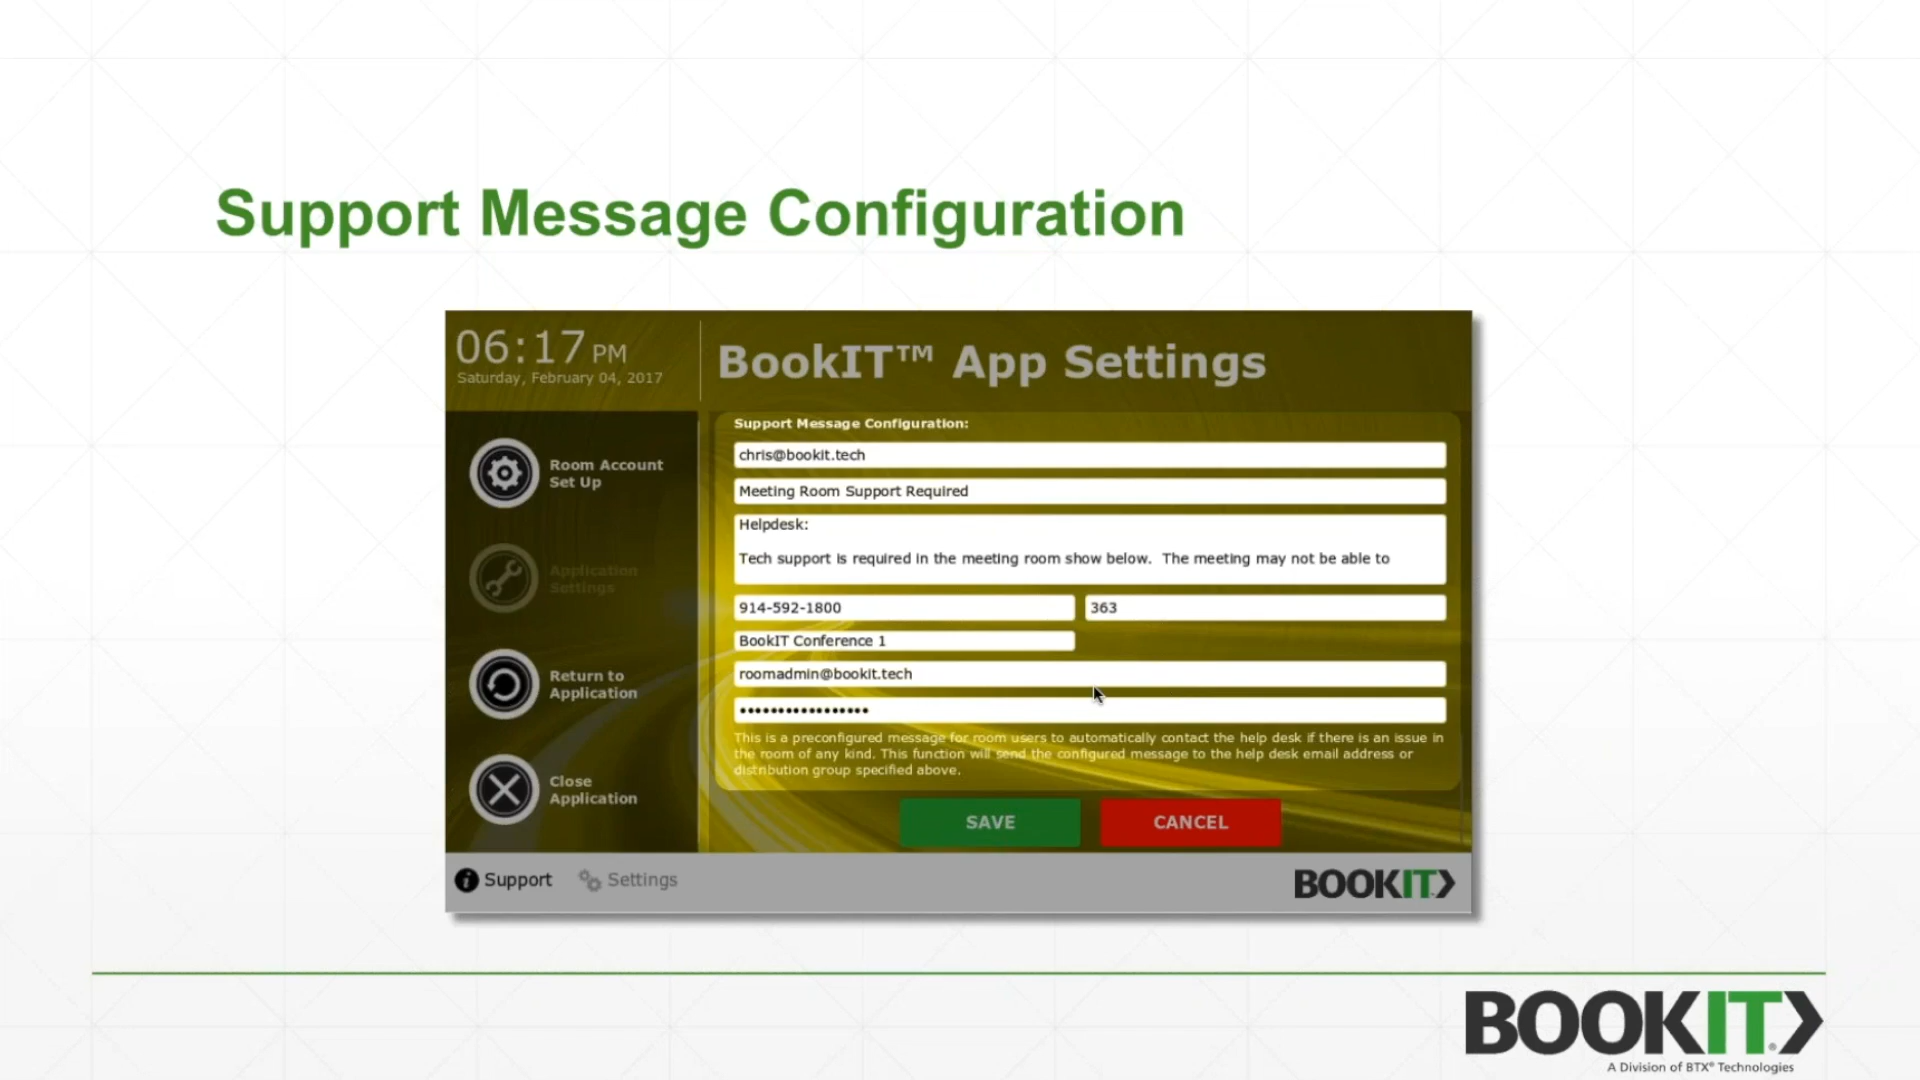 Support Message Configuration
06:17 PM
Saturday, February 04, 2017
BookIT™ App Settings
Room Account
Set Up
Application
Settings
Return to
Application
Close
Application
Support Message Configuration:
chris@bookit.tech
Meeting Room Support Required
Helpdesk:
Tech support is required in the meeting room show below. The meeting may not be able to
914-592-1800
363
BookIT Conference 1
roomadmin@bookit.tech
•••••••••••••••••
This is a preconfigured message for room users to automatically contact the help desk if there is an issue in
the room of any kind. This function will send the configured message to the help desk email address or
distribution group specified above.
SAVE
CANCEL
Support
Settings
BOOKIT
BOOKIT®
A Division of BTX® Technologies